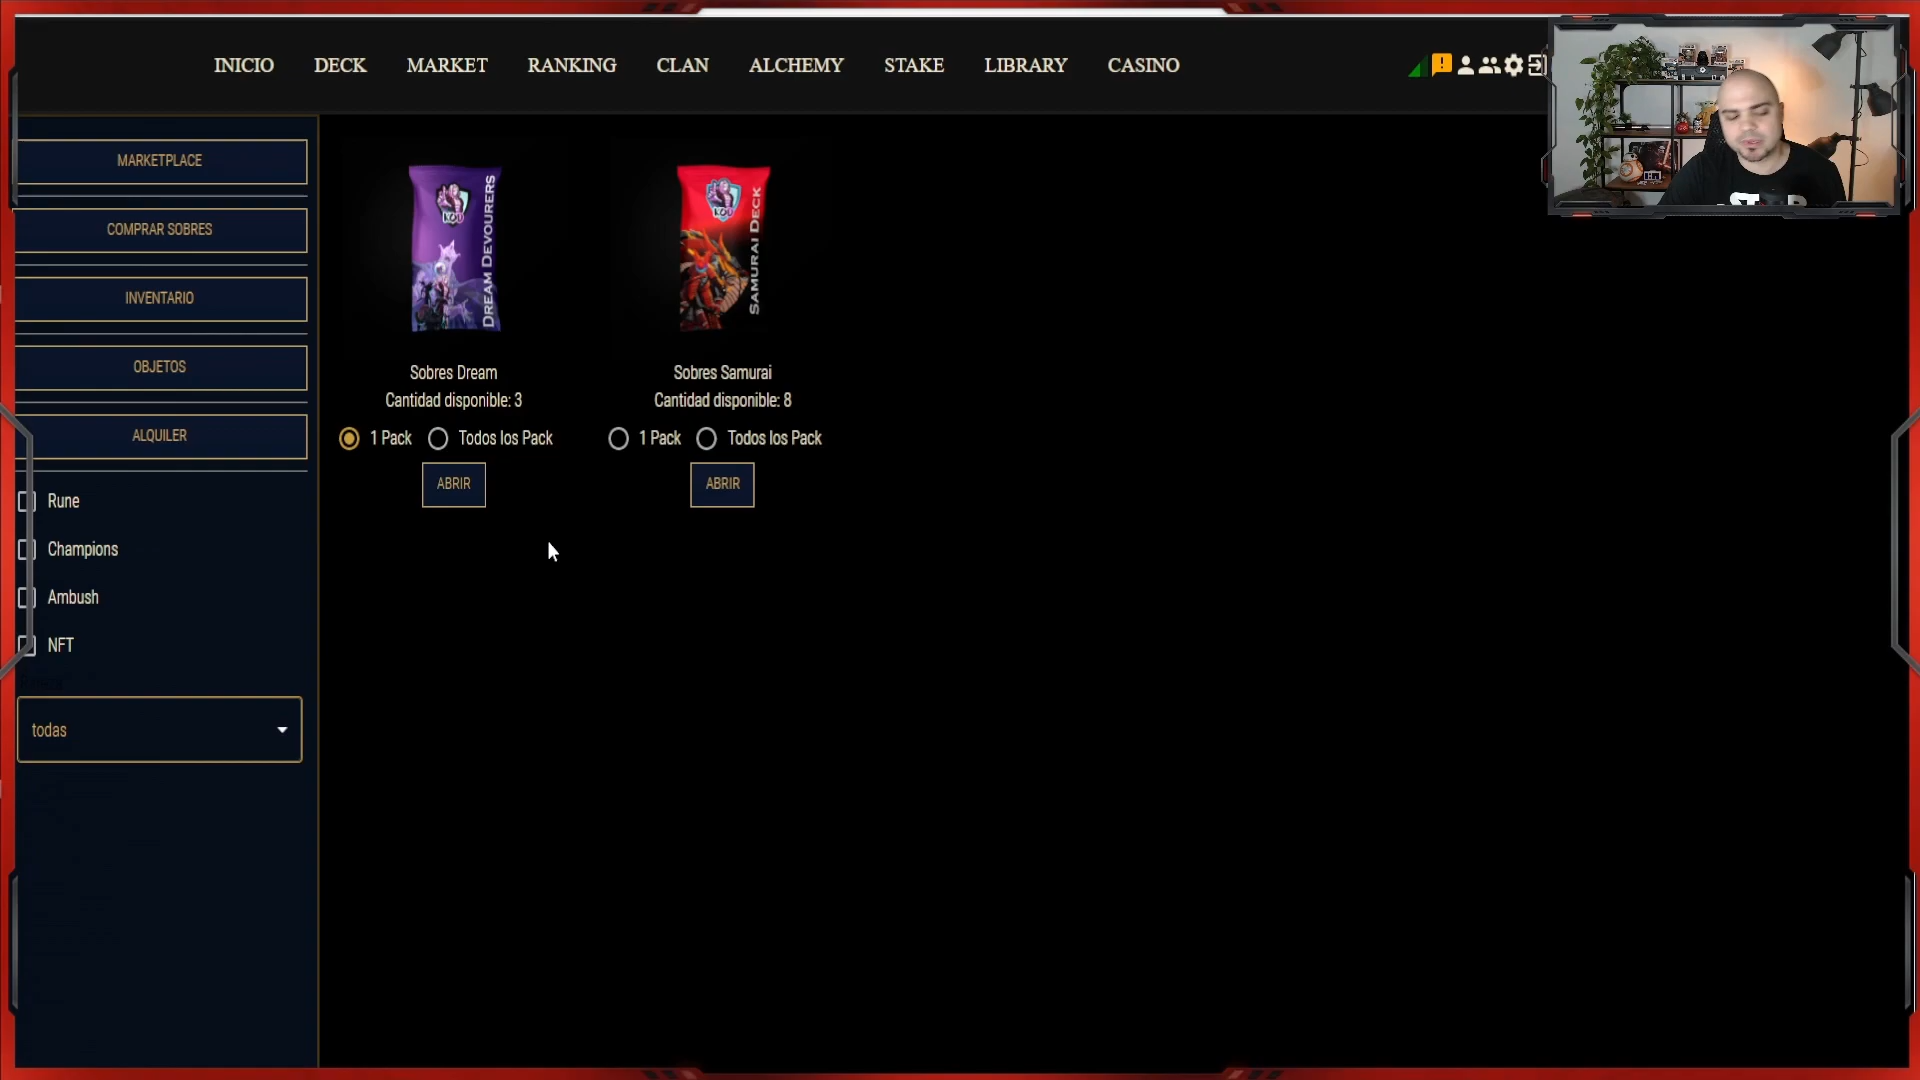 INICIO DECK MARKET RANKING CLAN ALCHEMY STAKE LIBRARY CASINO
MARKETPLACE
COMPRAR SOBRES
INVENTARIO
OBJETOS
ALQUILER
Rune
Champions
Ambush
NFT
todas
KOU
DREAM DEVOURERS
Sobres Dream
Cantidad disponible: 3
1 Pack Todos los Pack
ABRIR
KOU
SAMURAI DECK
Sobres Samurai
Cantidad disponible: 8
1 Pack Todos los Pack
ABRIR